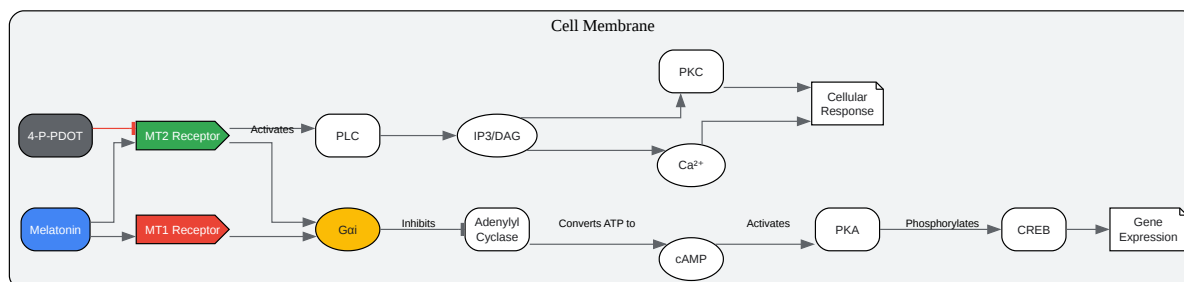 Cell Membrane
PKC
Cellular
Response
4-P-PDOT
MT2 Receptor
Activates
PLC
IP3/DAG
Ca²⁺
Melatonin
MT1 Receptor
Gαi
Inhibits
Adenylyl
Cyclase
Converts ATP to
cAMP
Activates
PKA
Phosphorylates
CREB
Gene
Expression